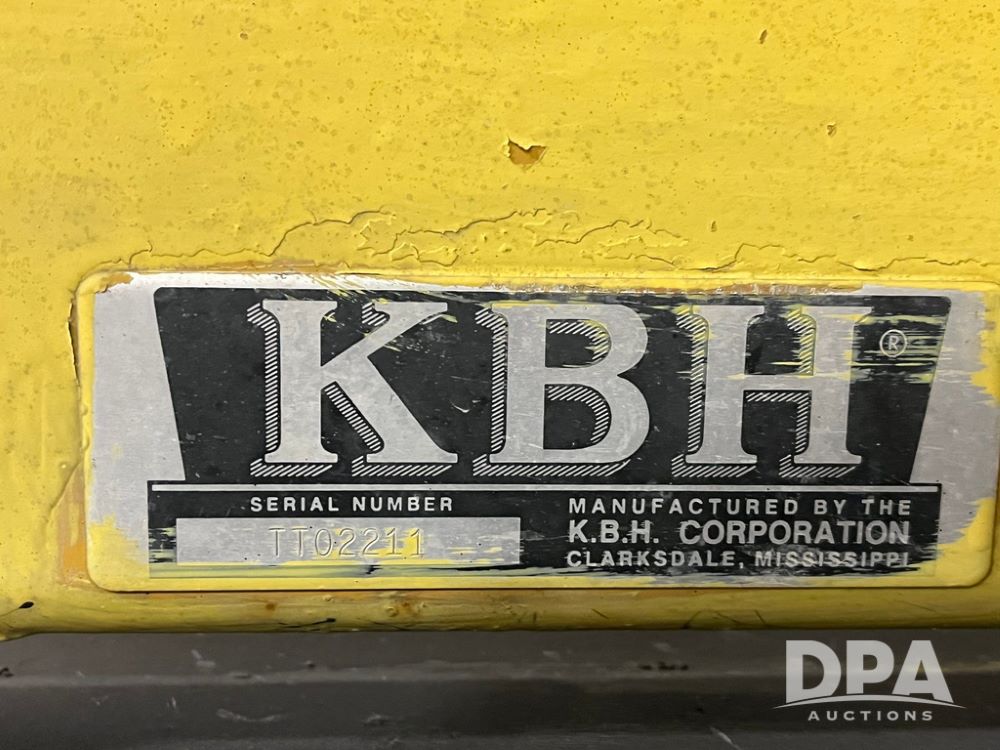 KBH®
SERIAL NUMBER
TT02211
MANUFACTURED BY THE
K.B.H. CORPORATION
CLARKSDALE, MISSISSIPPI
DPA
AUCTIONS